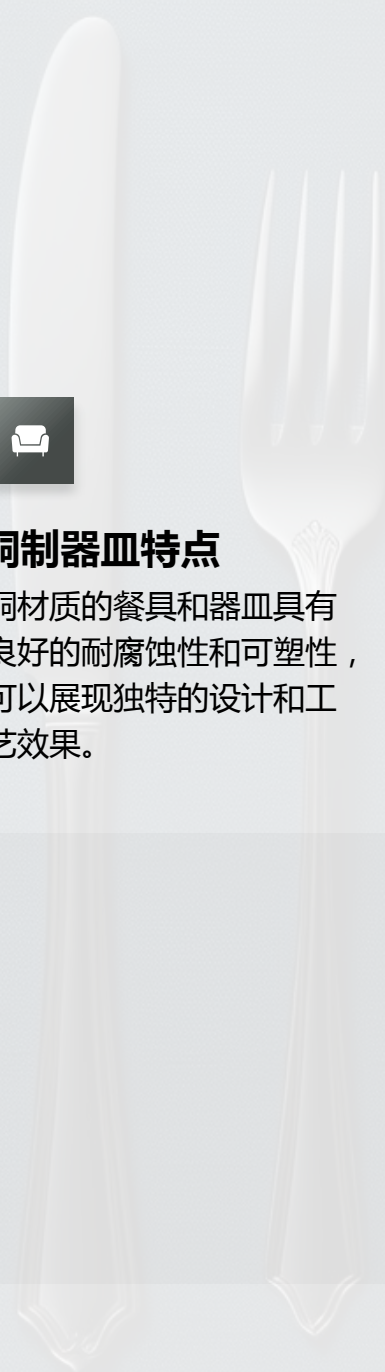 铜制器皿特点
铜材质的餐具和器皿具有
良好的耐腐蚀性和可塑性，
可以展现独特的设计和工
艺效果。